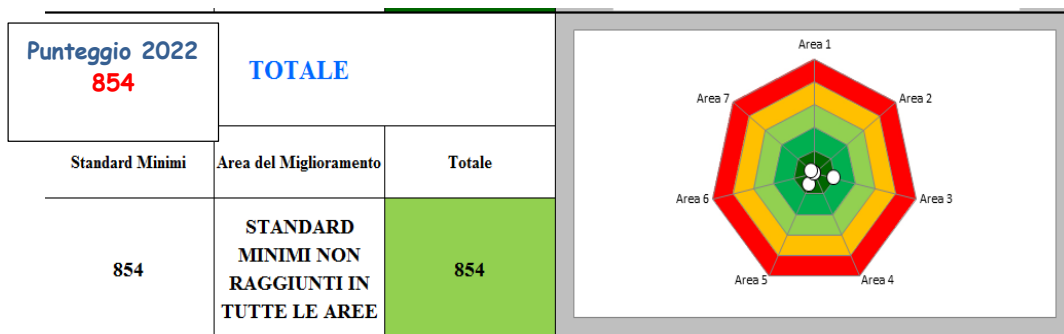 Punteggio 2022
854
TOTALE
Standard Minimi
Area del Miglioramento
Totale
854
STANDARD
MINIMI NON
RAGGIUNTI IN
TUTTE LE AREE
854
Area 1
Area 2
Area 3
Area 4
Area 5
Area 6
Area 7